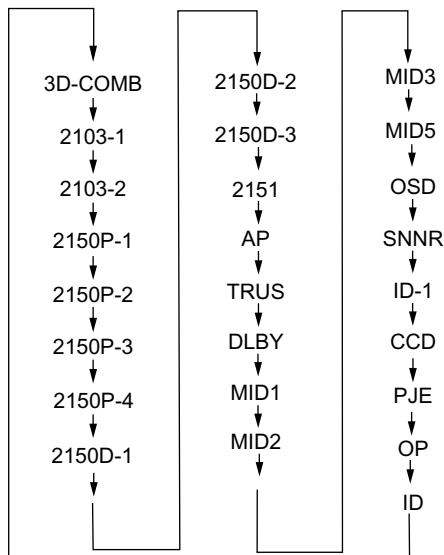 3D-COMB
2103-1
2103-2
2150P-1
2150P-2
2150P-3
2150P-4
2150D-1
2150D-2
2150D-3
2151
AP
TRUS
DLBY
MID1
MID2
MID3
MID5
OSD
SNNR
ID-1
CCD
PJE
OP
ID